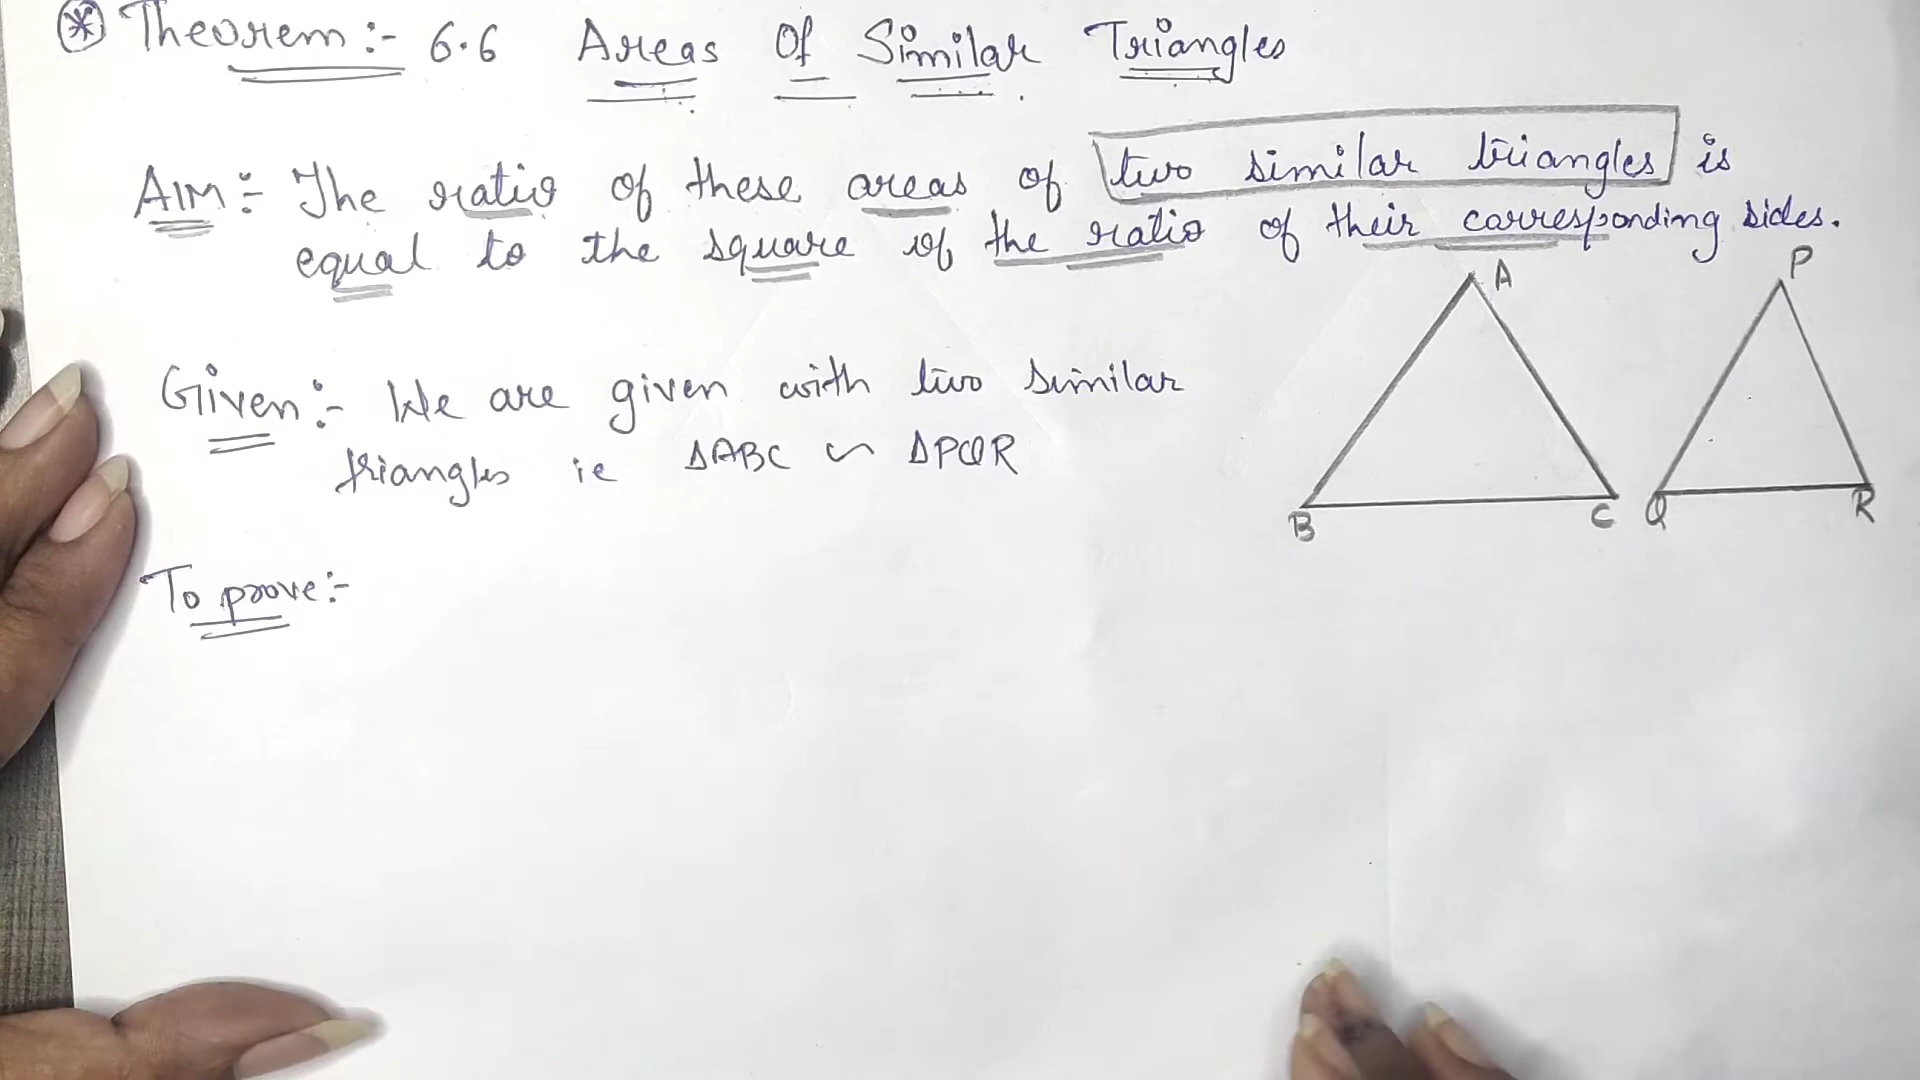 Theorem :- 6.6 Areas Of Similar Triangles
AIM :- The ratio of these areas of two similar triangles is
equal to the square of the ratio of their corresponding sides.
A
P
Given :- We are given with two similar
triangles ie ΔABC ∽ ΔPQR
B
C
Q
R
To prove :-